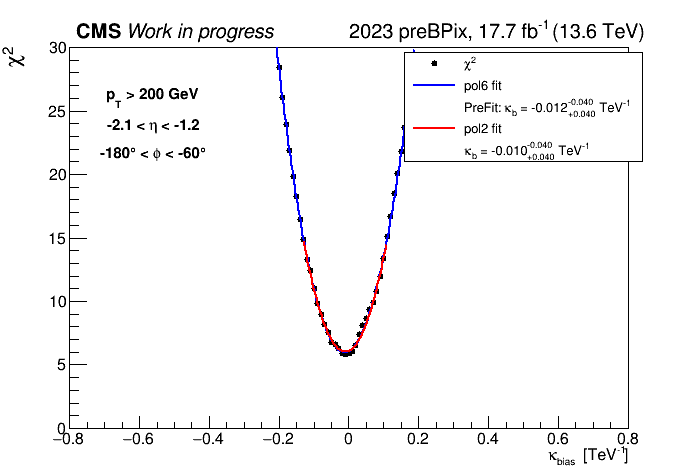 CMS Work in progress 2023 preBPix, 17.7 fb⁻¹ (13.6 TeV)
χ²
30
25
20
15
10
5
0
p_T > 200 GeV
-2.1 < η < -1.2
-180° < ϕ < -60°
χ²
pol6 fit
PreFit: κ_b = -0.012 -0.040 +0.040 TeV⁻¹
pol2 fit
κ_b = -0.010 -0.040 +0.040 TeV⁻¹
−0.8 −0.6 −0.4 −0.2 0 0.2 0.4 0.6 0.8
κ_bias [TeV⁻¹]